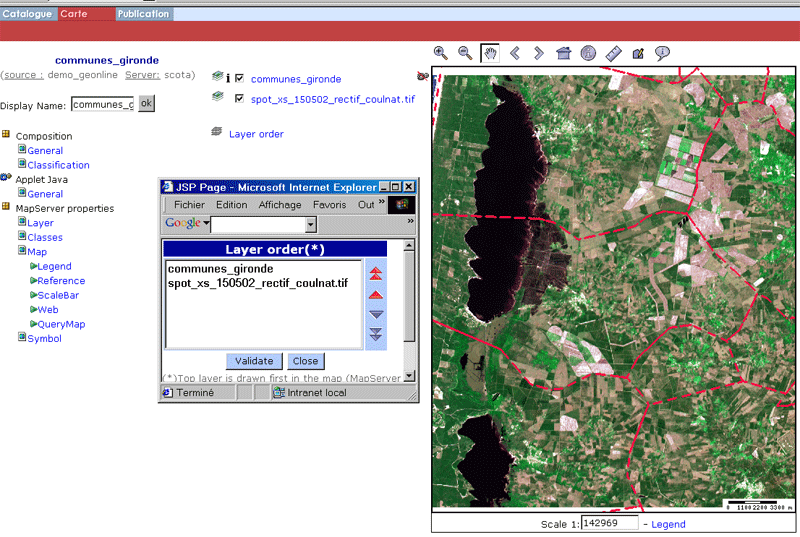 Catalogue Carte Publication
communes_gironde
(source : demo_geonline Server: scota)
Display Name: communes_g ok
Composition
General
Classification
Applet Java
General
MapServer properties
Layer
Classes
Map
Legend
Reference
ScaleBar
Web
QueryMap
Symbol
communes_gironde
spot_xs_150502_rectif_coulnat.tif
Layer order
JSP Page - Microsoft Internet Explorer
Fichier Edition Affichage Favoris Out »
Google
»
Layer order(*)
communes_gironde
spot_xs_150502_rectif_coulnat.tif
Validate Close
(*)Top layer is drawn first in the map (MapServer
Terminé Intranet local
0 1100 2200 3300 m
Scale 1: 142969 - Legend